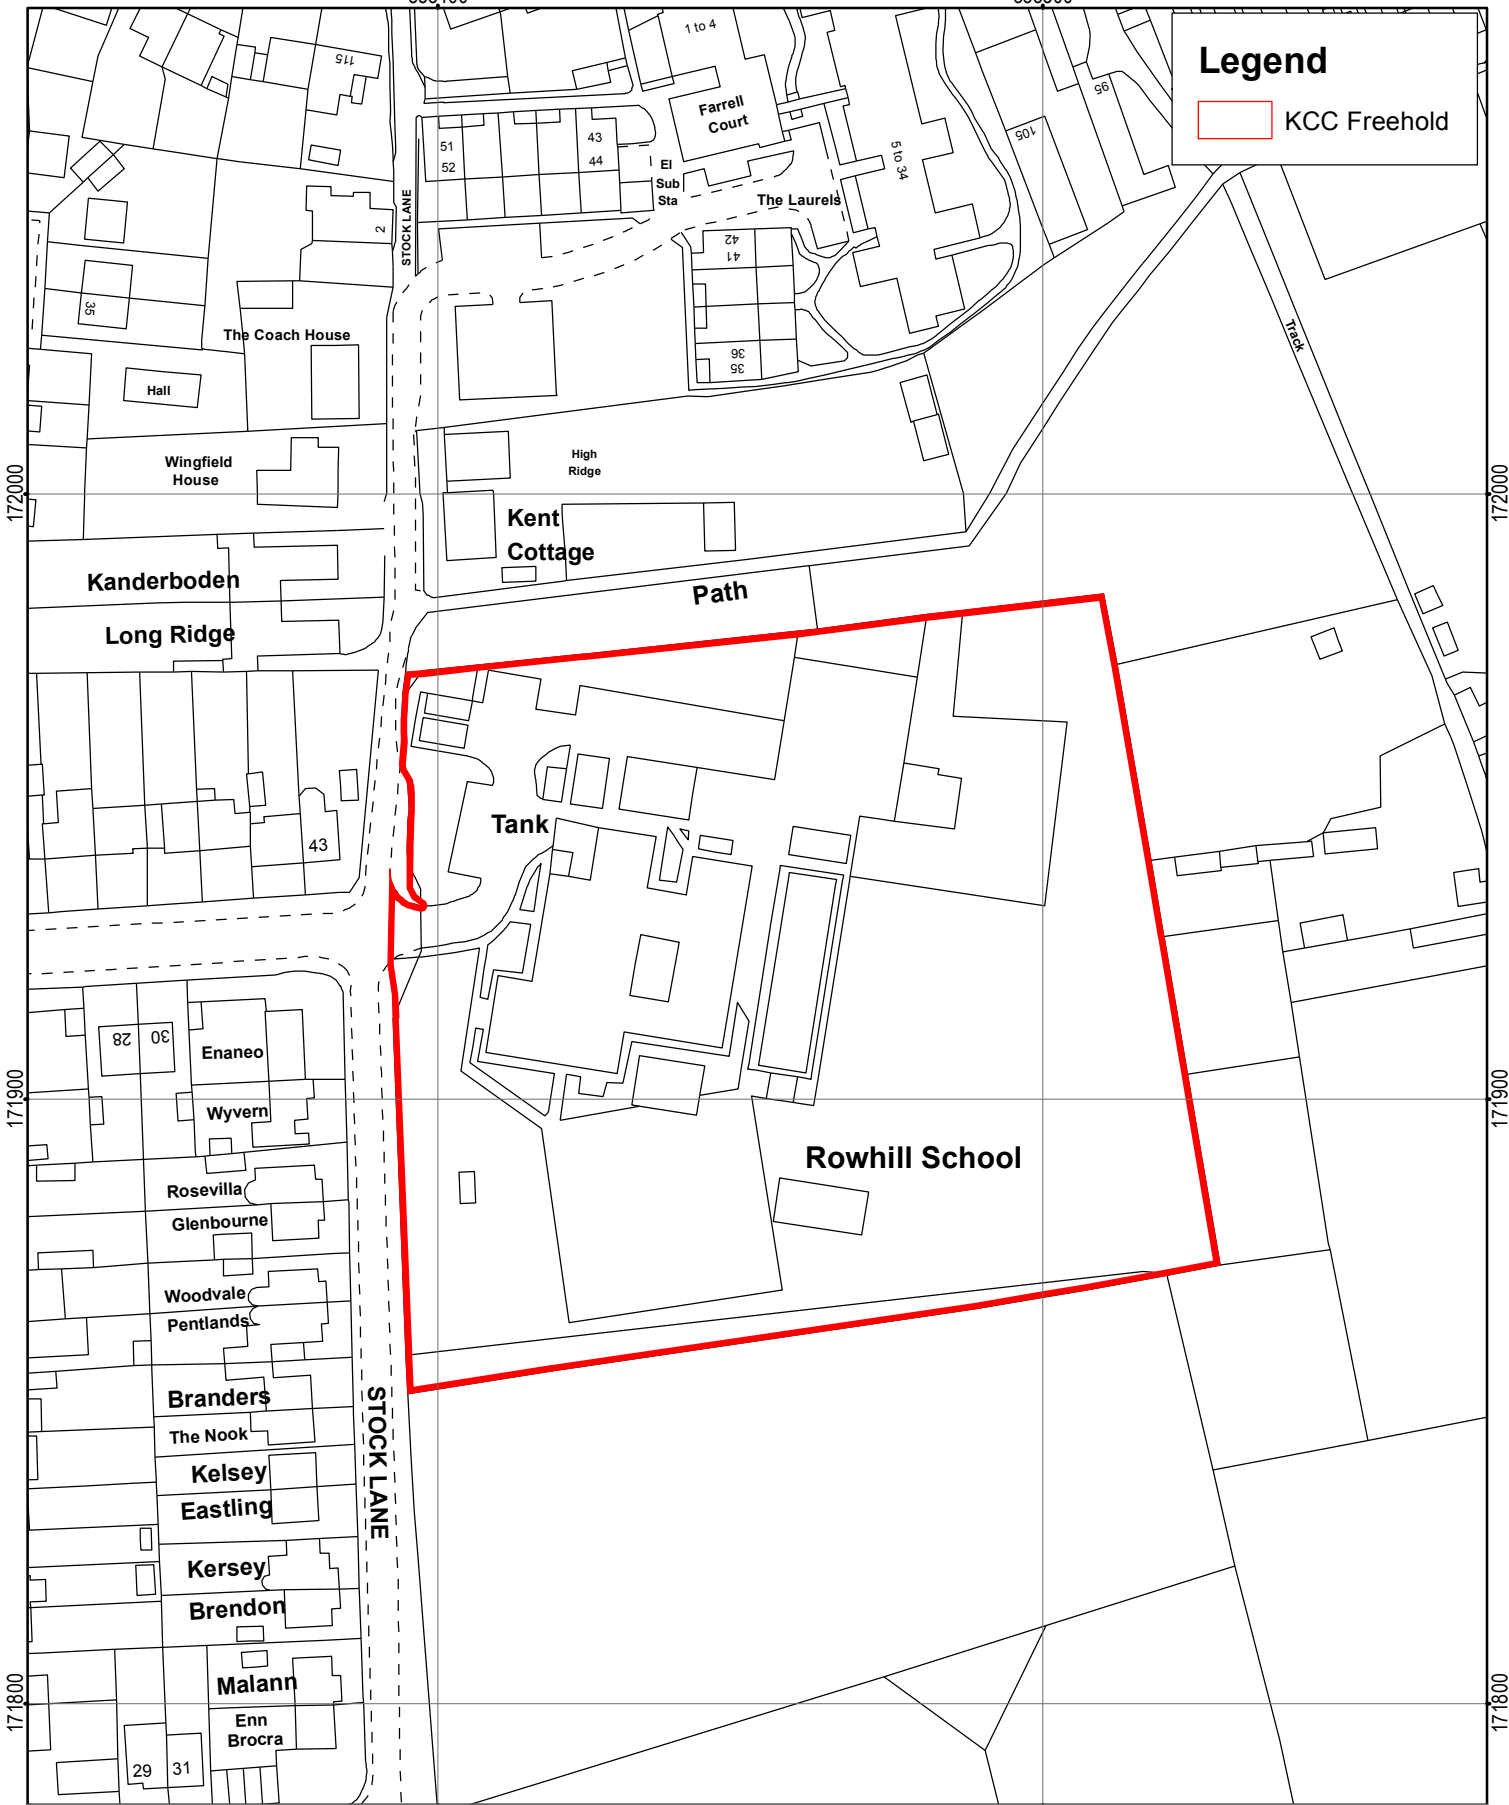 Legend
KCC Freehold
115
1 to 4
Farrell
Court
95
105
51
52
43
44
El
Sub
Sta
5 to 34
The Laurels
STOCK LANE
2
42
41
35
The Coach House
Track
36
35
Hall
Wingfield
House
High
Ridge
172000
172000
Kent
Cottage
Kanderboden
Path
Long Ridge
Tank
43
28
30
Enaneo
171900
171900
Wyvern
Rowhill School
Rosevilla
Glenbourne
Woodvale
Pentlands
Branders
STOCK LANE
The Nook
Kelsey
Eastling
Kersey
Brendon
Malann
171800
171800
Enn
Brocra
29
31